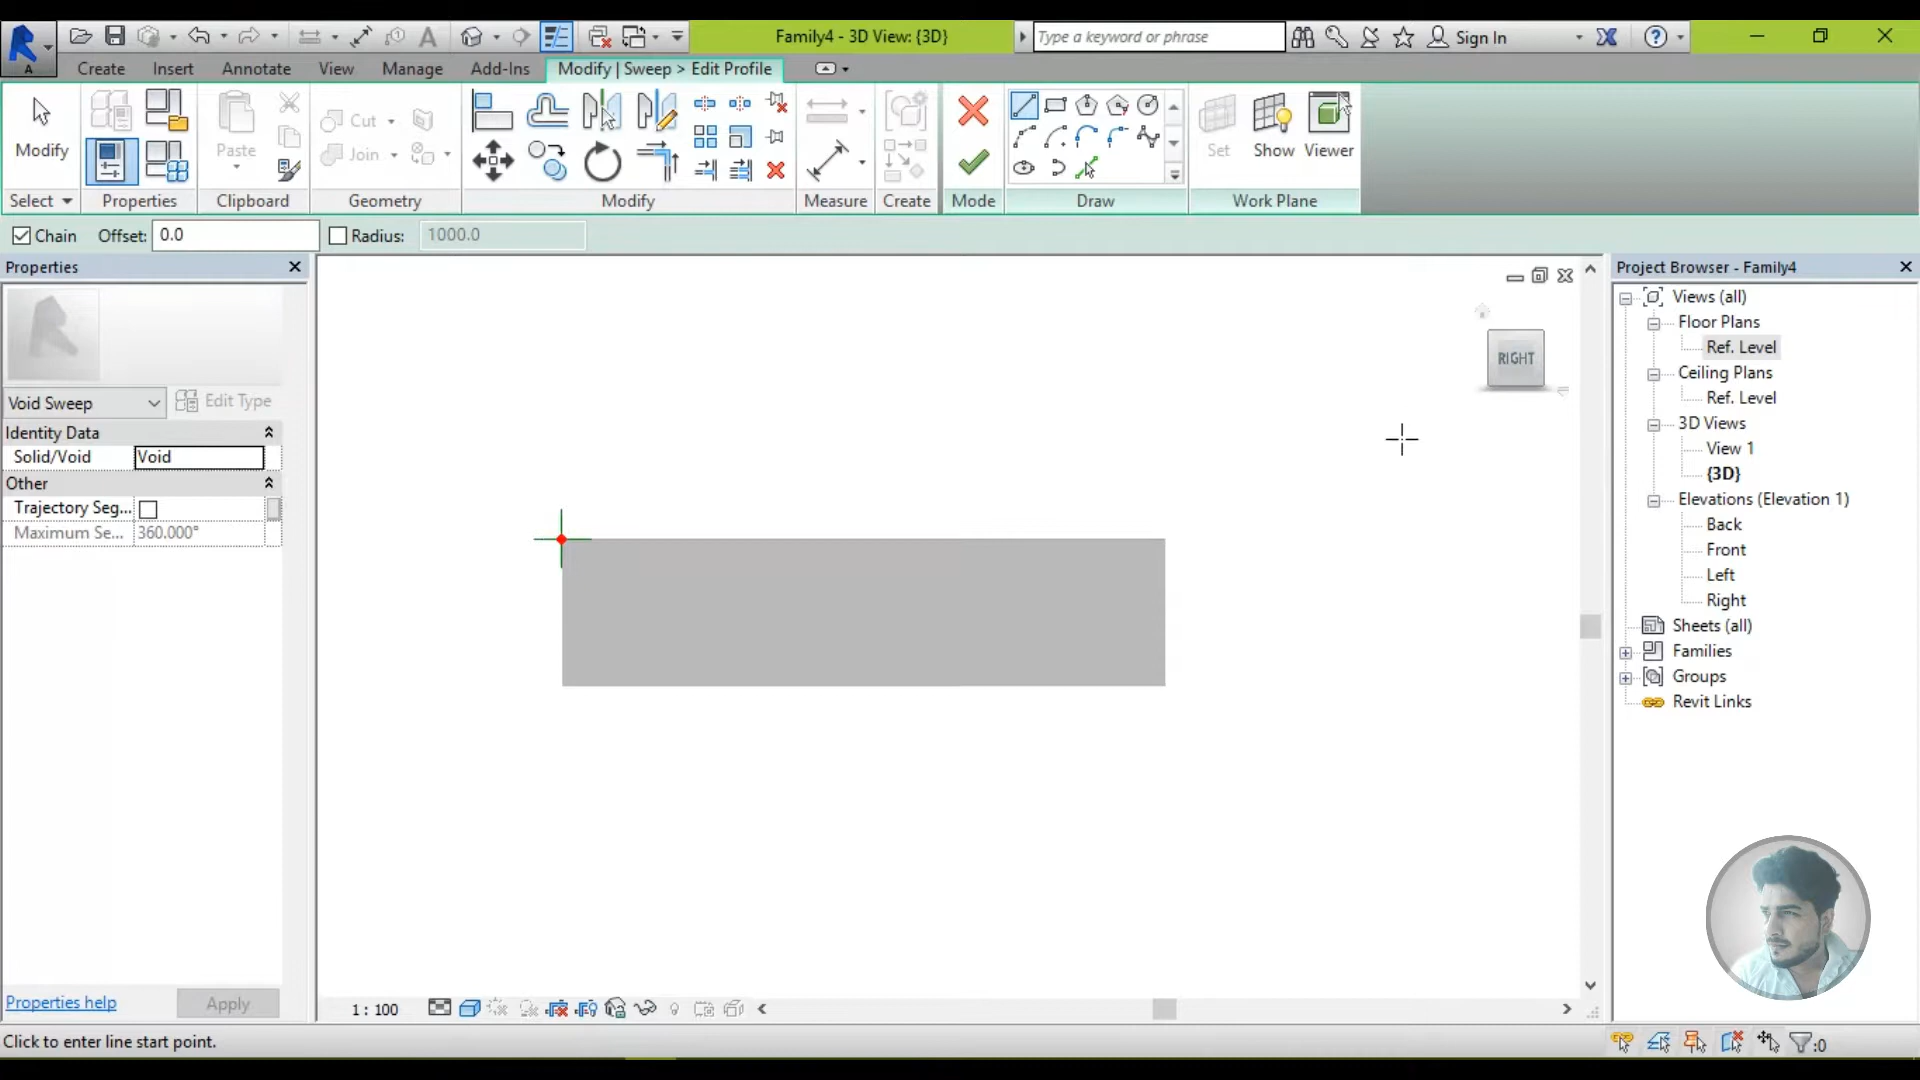 Family4 - 3D View: {3D}
Type a keyword or phrase
Sign In
A
Create
Insert
Annotate
View
Manage
Add-Ins
Modify | Sweep > Edit Profile
Modify
Paste
Cut
Join
Set
Show
Viewer
Select
Properties
Clipboard
Geometry
Modify
Measure
Create
Mode
Draw
Work Plane
Chain
Offset:
0.0
Radius:
1000.0
Properties
Void Sweep
Edit Type
Identity Data
Solid/Void
Void
Other
Trajectory Seg...
Maximum Se...
360.000°
Properties help
Apply
RIGHT
1 : 100
Project Browser - Family4
Views (all)
Floor Plans
Ref. Level
Ceiling Plans
Ref. Level
3D Views
View 1
{3D}
Elevations (Elevation 1)
Back
Front
Left
Right
Sheets (all)
Families
Groups
Revit Links
Click to enter line start point.
:0